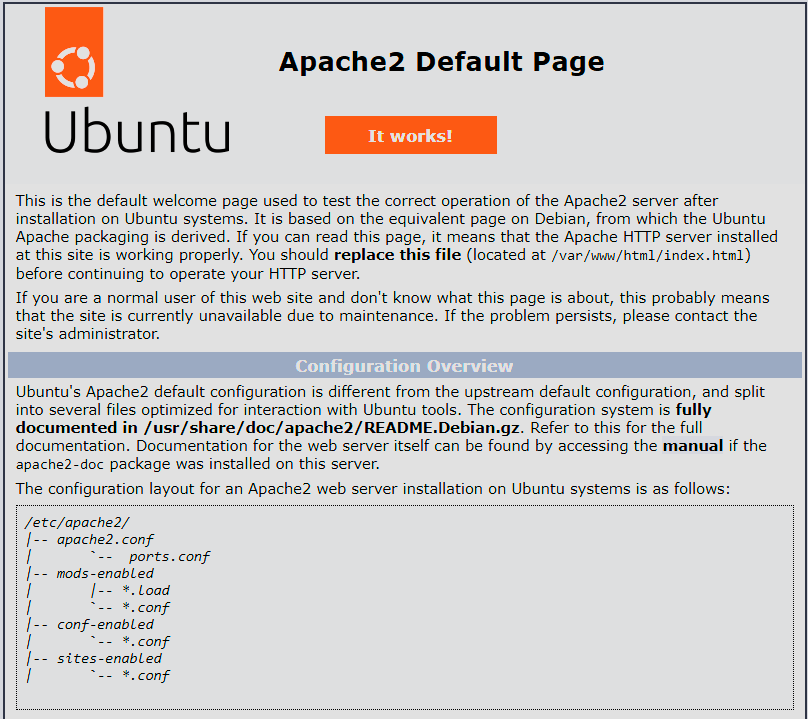 Apache2 Default Page
Ubuntu
It works!
This is the default welcome page used to test the correct operation of the Apache2 server after
installation on Ubuntu systems. It is based on the equivalent page on Debian, from which the Ubuntu
Apache packaging is derived. If you can read this page, it means that the Apache HTTP server installed
at this site is working properly. You should replace this file (located at /var/www/html/index.html)
before continuing to operate your HTTP server.
If you are a normal user of this web site and don't know what this page is about, this probably means
that the site is currently unavailable due to maintenance. If the problem persists, please contact the
site's administrator.
Configuration Overview
Ubuntu's Apache2 default configuration is different from the upstream default configuration, and split
into several files optimized for interaction with Ubuntu tools. The configuration system is fully
documented in /usr/share/doc/apache2/README.Debian.gz. Refer to this for the full
documentation. Documentation for the web server itself can be found by accessing the manual if the
apache2-doc package was installed on this server.
The configuration layout for an Apache2 web server installation on Ubuntu systems is as follows:
/etc/apache2/
|-- apache2.conf
|       `--  ports.conf
|-- mods-enabled
|       |-- *.load
|       `-- *.conf
|-- conf-enabled
|       `-- *.conf
|-- sites-enabled
|       `-- *.conf